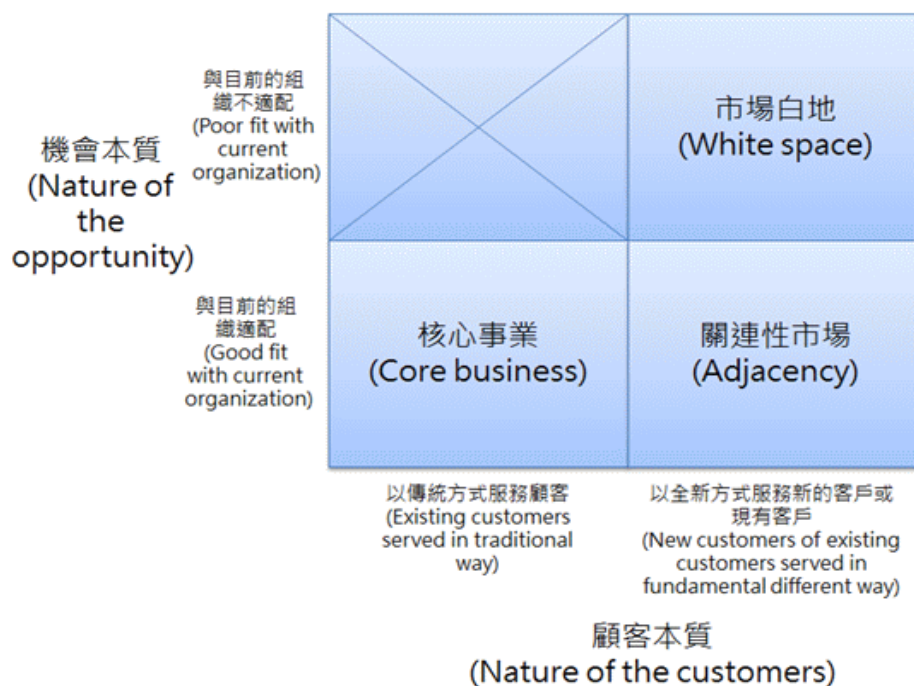 與目前的組
織不適配
(Poor fit with
current
organization)
機會本質
(Nature of
the
opportunity)
市場白地
(White space)
與目前的組
織適配
(Good fit
with current
organization)
核心事業
(Core business)
關連性市場
(Adjacency)
以傳統方式服務顧客
(Existing customers
served in traditional
way)
以全新方式服務新的客戶或
現有客戶
(New customers of existing
customers served in
fundamental different way)
顧客本質
(Nature of the customers)